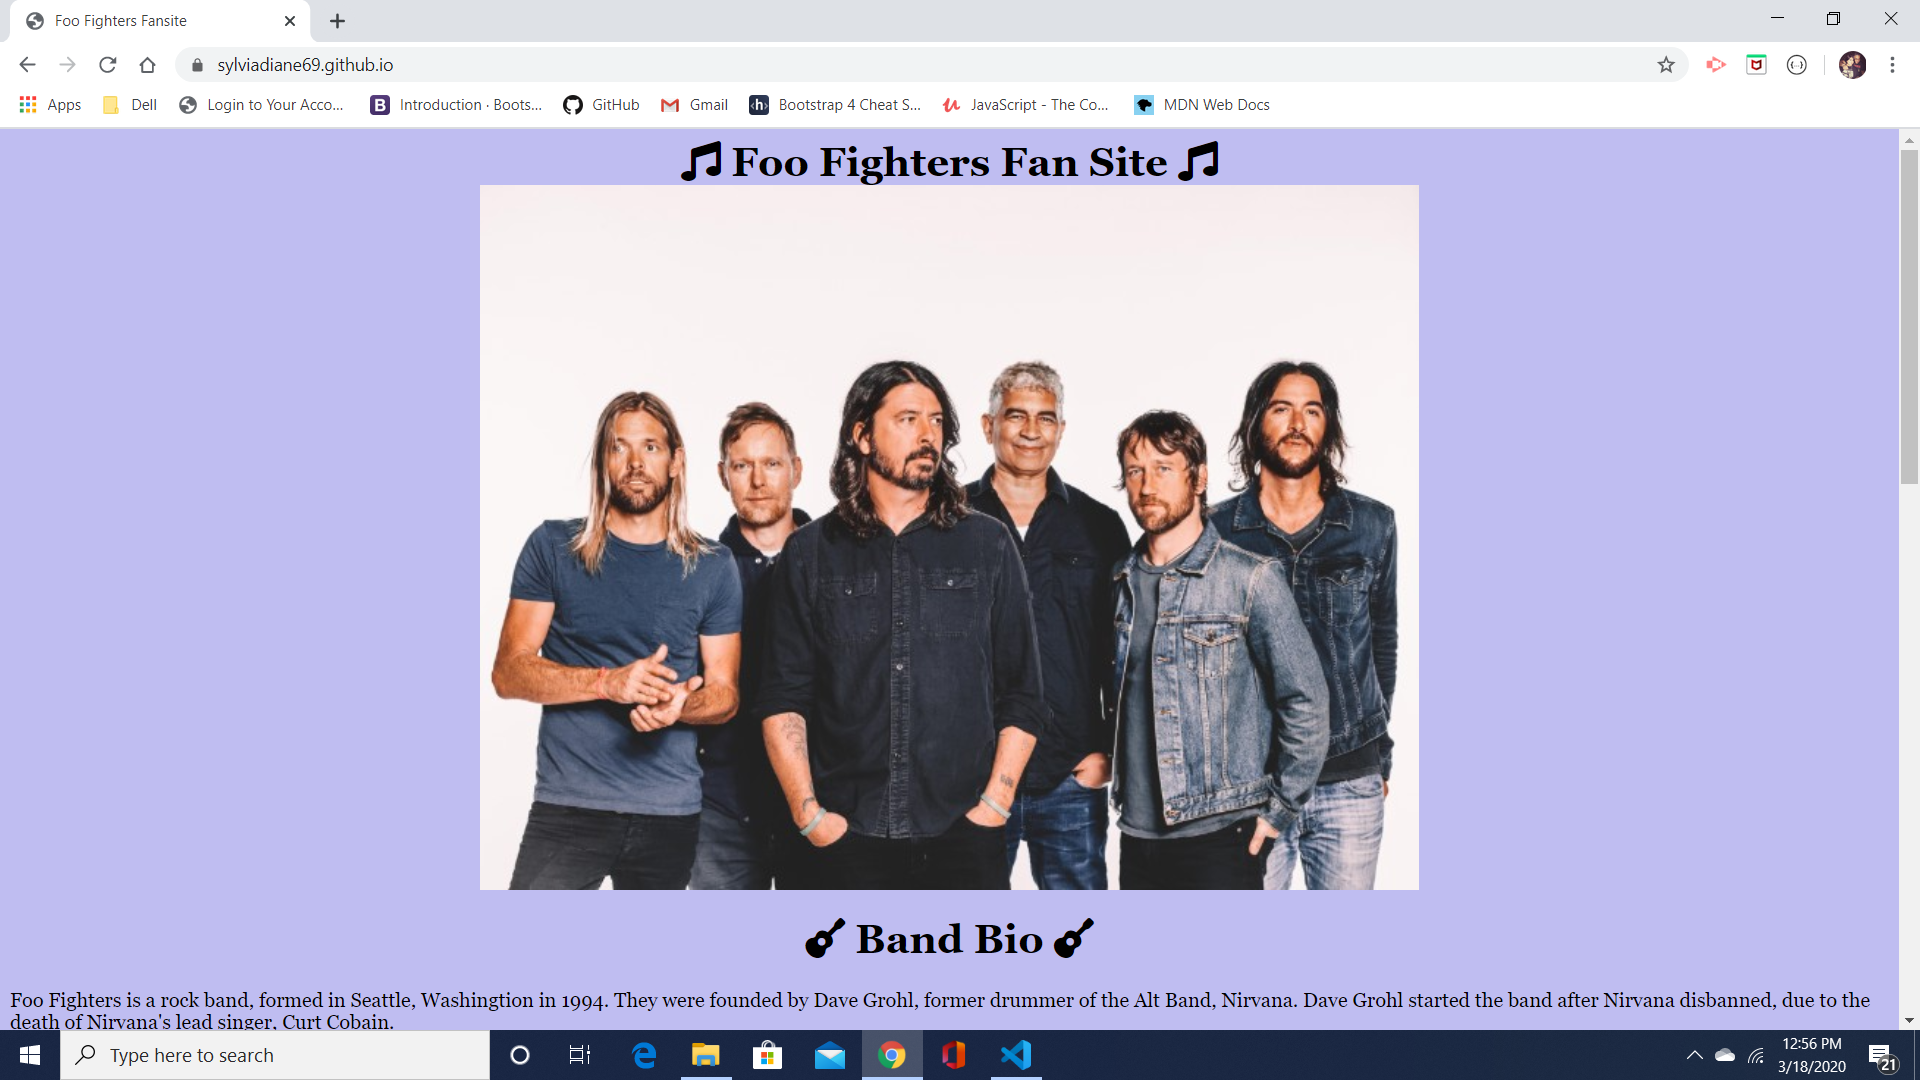 Foo Fighters Fansite
sylviadiane69.github.io
Apps Dell Login to Your Acco... B Introduction · Boots... GitHub Gmail <h> Bootstrap 4 Cheat S... JavaScript - The Co... MDN Web Docs
Foo Fighters Fan Site
Band Bio
Foo Fighters is a rock band, formed in Seattle, Washingtion in 1994. They were founded by Dave Grohl, former drummer of the Alt Band, Nirvana. Dave Grohl started the band after Nirvana disbanned, due to the
death of Nirvana's lead singer, Curt Cobain.
Type here to search
12:56 PM
3/18/2020
21